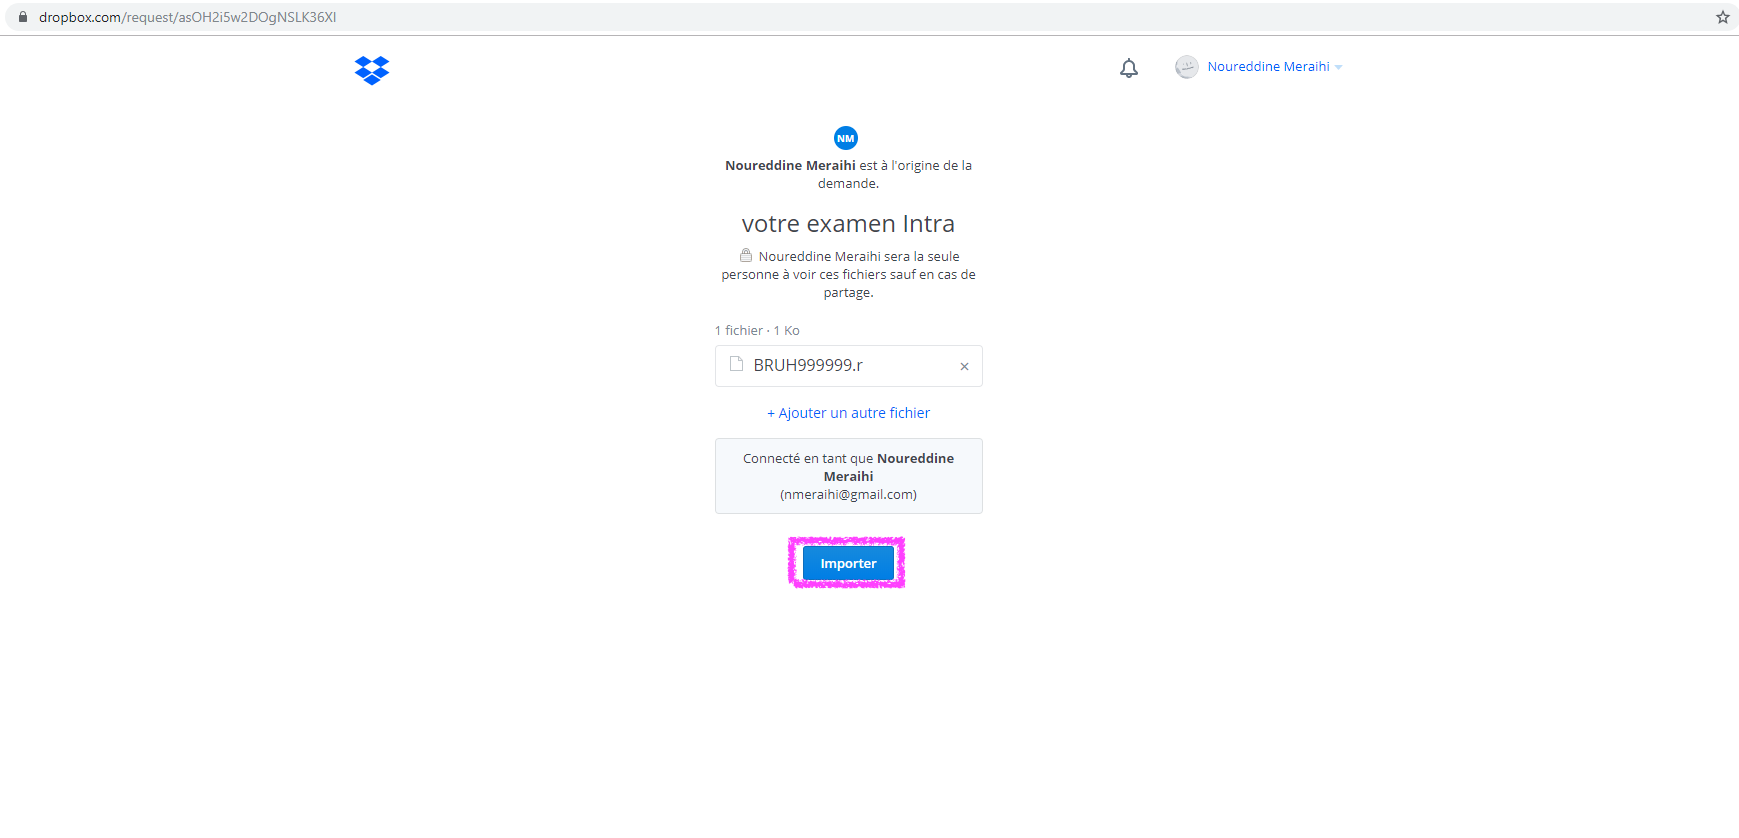 dropbox.com/request/asOH2i5w2DOgNSLK36Xl
Noureddine Meraihi
NM
Noureddine Meraihi est à l'origine de la
demande.
votre examen Intra
Noureddine Meraihi sera la seule
personne à voir ces fichiers sauf en cas de
partage.
1 fichier · 1 Ko
BRUH999999.r
+ Ajouter un autre fichier
Connecté en tant que Noureddine
Meraihi
(nmeraihi@gmail.com)
Importer